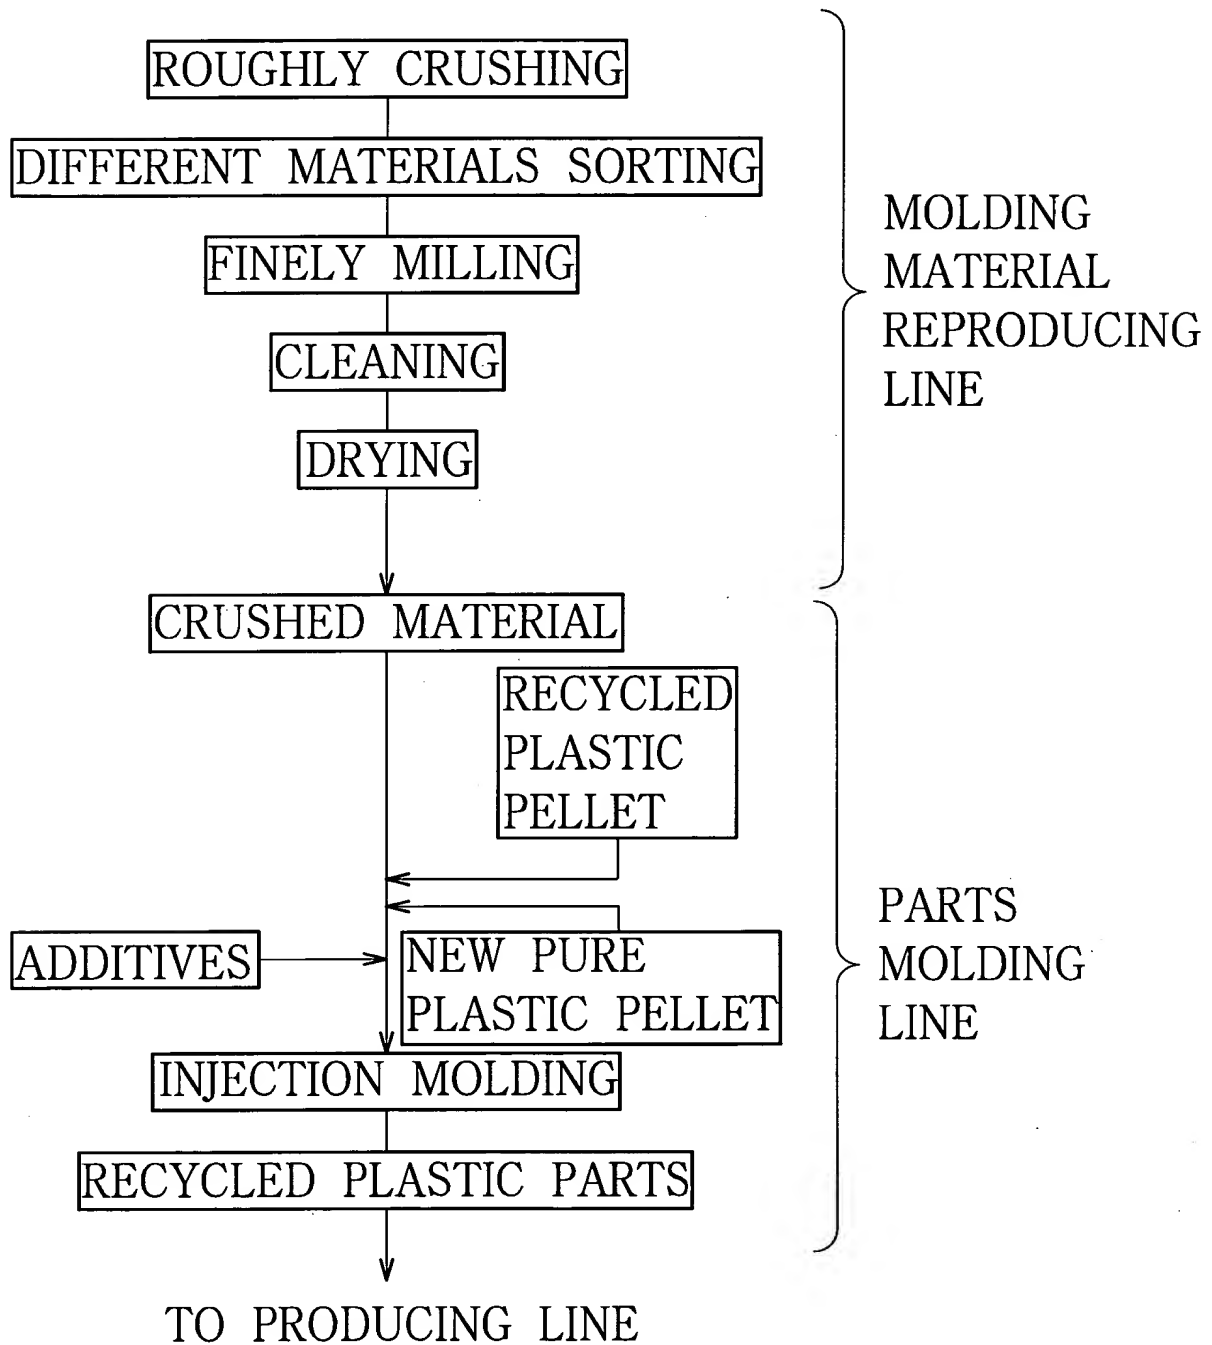 ROUGHLY CRUSHING
DIFFERENT MATERIALS SORTING
FINELY MILLING
CLEANING
DRYING
MOLDING
MATERIAL
REPRODUCING
LINE
CRUSHED MATERIAL
RECYCLED
PLASTIC
PELLET
ADDITIVES
NEW PURE
PLASTIC PELLET
INJECTION MOLDING
RECYCLED PLASTIC PARTS
PARTS
MOLDING
LINE
TO PRODUCING LINE